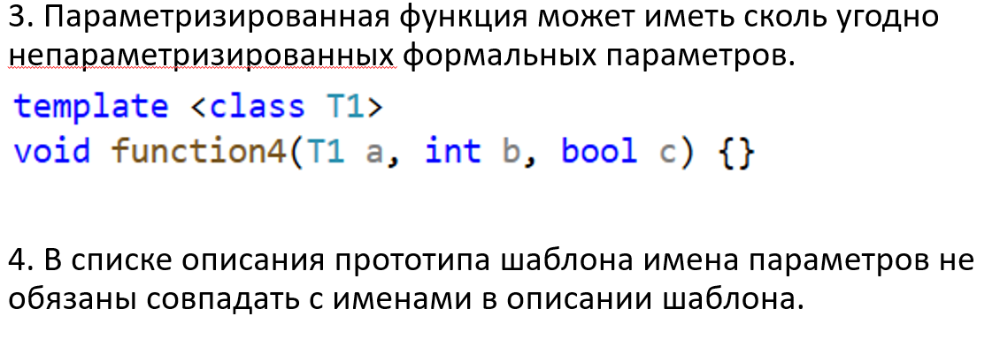 3. Параметризированная функция может иметь сколь угодно
непараметризированных формальных параметров.
template <class T1>
void function4(T1 a, int b, bool c) {}
4. В списке описания прототипа шаблона имена параметров не
обязаны совпадать с именами в описании шаблона.